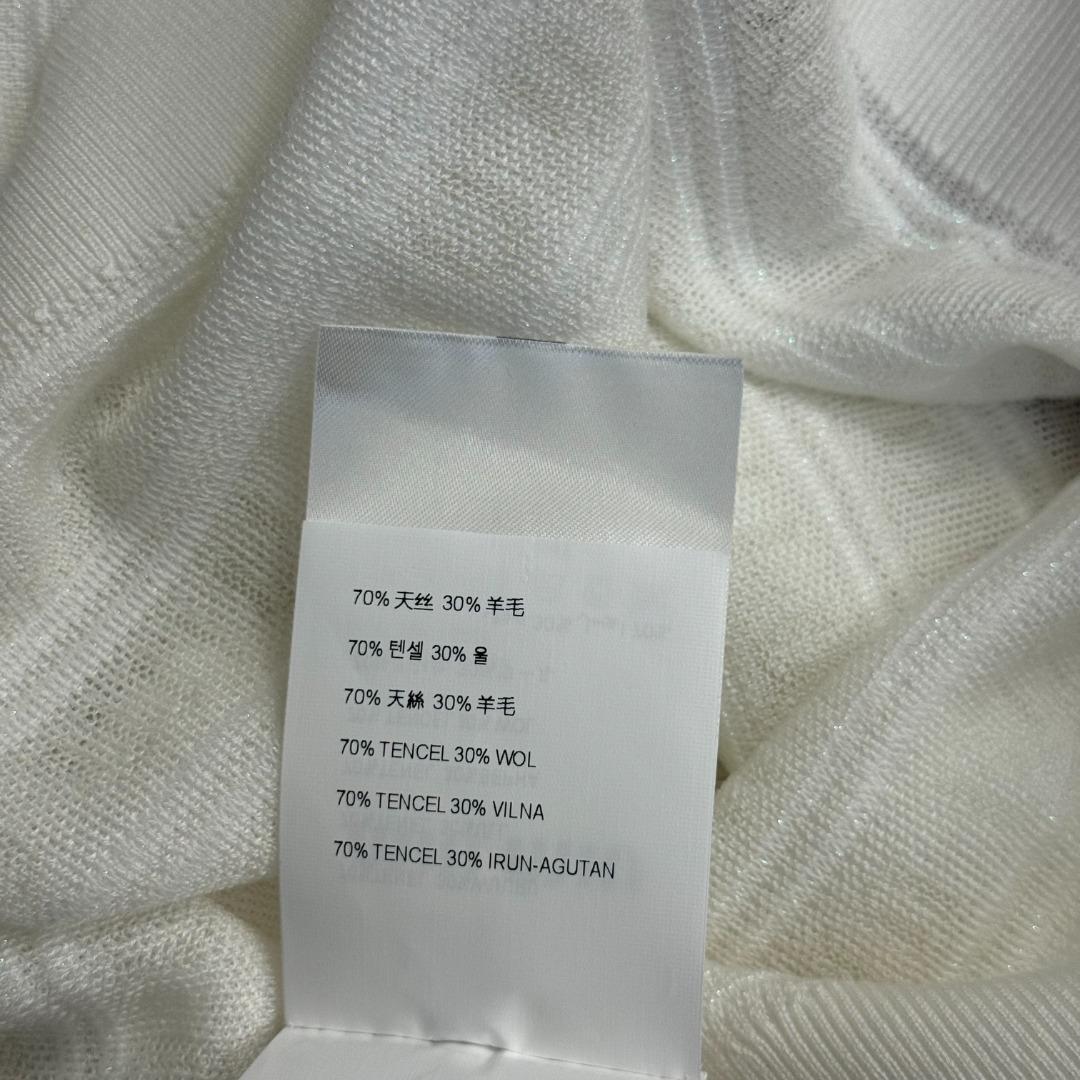 70% 天丝 30% 羊毛
70% 텐셀 30% 울
70% 天絲 30% 羊毛
70% TENCEL 30% WOL
70% TENCEL 30% VILNA
70% TENCEL 30% IRUN-AGUTAN